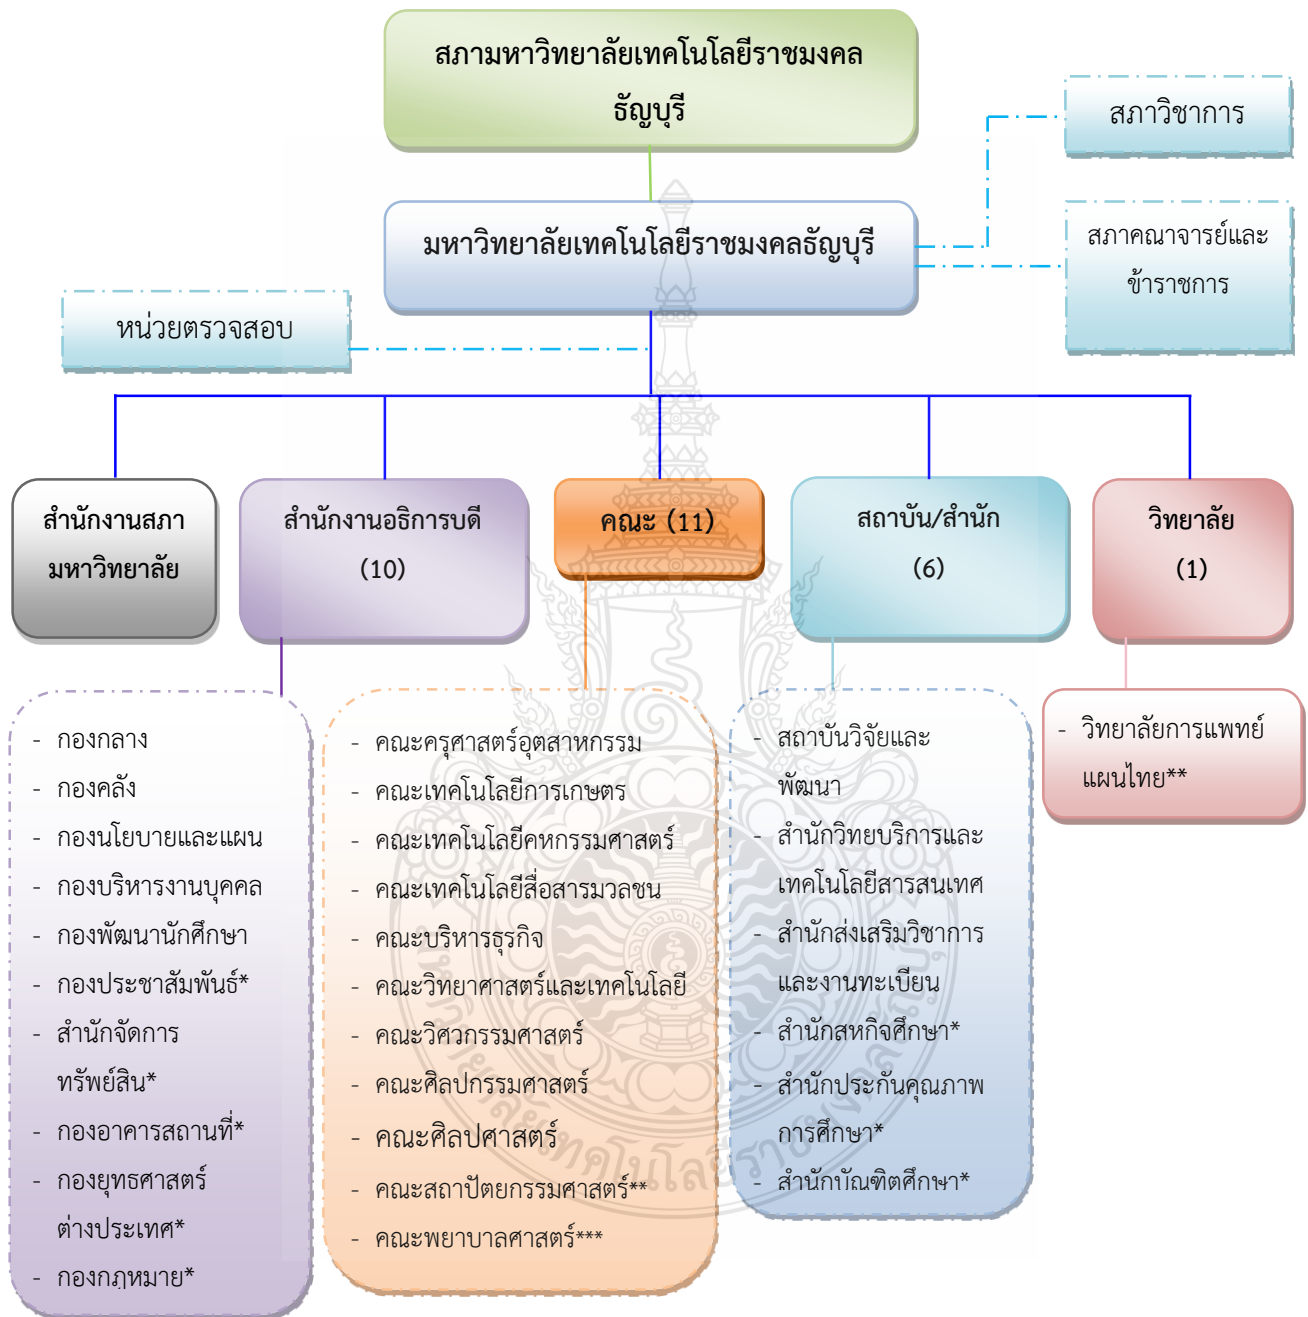 สภามหาวิทยาลัยเทคโนโลยีราชมงคล
ธัญบุรี
สภาวิชาการ
มหาวิทยาลัยเทคโนโลยีราชมงคลธัญบุรี
สภาคณาจารย์และ
ข้าราชการ
หน่วยตรวจสอบ
สำนักงานสภา
มหาวิทยาลัย
สำนักงานอธิการบดี
(10)
คณะ (11)
สถาบัน/สำนัก
(6)
วิทยาลัย
(1)
- กองกลาง
- กองคลัง
- กองนโยบายและแผน
- กองบริหารงานบุคคล
- กองพัฒนานักศึกษา
- กองประชาสัมพันธ์*
- สำนักจัดการ
ทรัพย์สิน*
- กองอาคารสถานที่*
- กองยุทธศาสตร์
ต่างประเทศ*
- กองกฎหมาย*
- คณะครุศาสตร์อุตสาหกรรม
- คณะเทคโนโลยีการเกษตร
- คณะเทคโนโลยีคหกรรมศาสตร์
- คณะเทคโนโลยีสื่อสารมวลชน
- คณะบริหารธุรกิจ
- คณะวิทยาศาสตร์และเทคโนโลยี
- คณะวิศวกรรมศาสตร์
- คณะศิลปกรรมศาสตร์
- คณะศิลปศาสตร์
- คณะสถาปัตยกรรมศาสตร์**
- คณะพยาบาลศาสตร์***
- สถาบันวิจัยและ
พัฒนา
- สำนักวิทยบริการและ
เทคโนโลยีสารสนเทศ
- สำนักส่งเสริมวิชาการ
และงานทะเบียน
- สำนักสหกิจศึกษา*
- สำนักประกันคุณภาพ
การศึกษา*
- สำนักบัณฑิตศึกษา*
- วิทยาลัยการแพทย์
แผนไทย**
มหาวิทยาลัยเทคโนโลยีราชมงคลธัญบุรี